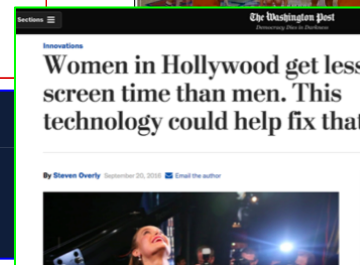 Sections
The Washington Post
Democracy Dies in Darkness
Innovations
Women in Hollywood get less
screen time than men. This
technology could help fix that
By Steven Overly September 20, 2016 Email the author